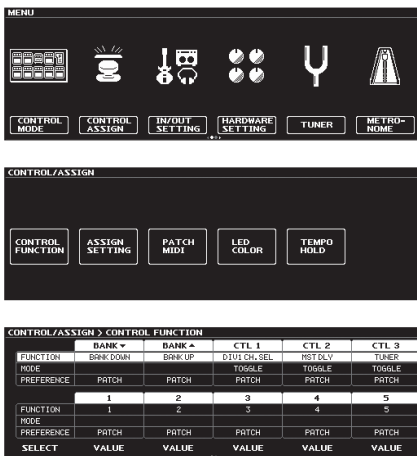 MENU
CONTROL MODE CONTROL ASSIGN IN/OUT SETTING HARDWARE SETTING TUNER METRO-NOME
CONTROL/ASSIGN
CONTROL FUNCTION ASSIGN SETTING PATCH MIDI LED COLOR TEMPO HOLD
CONTROL/ASSIGN > CONTROL FUNCTION
BANK▼ BANK▲ CTL 1 CTL 2 CTL 3
FUNCTION BANK DOWN BANK UP DIV1 CH.SEL MST DLY TUNER
MODE TOGGLE TOGGLE TOGGLE
PREFERENCE PATCH PATCH PATCH PATCH PATCH
1 2 3 4 5
FUNCTION 1 2 3 4 5
MODE
PREFERENCE PATCH PATCH PATCH PATCH PATCH
SELECT VALUE VALUE VALUE VALUE VALUE